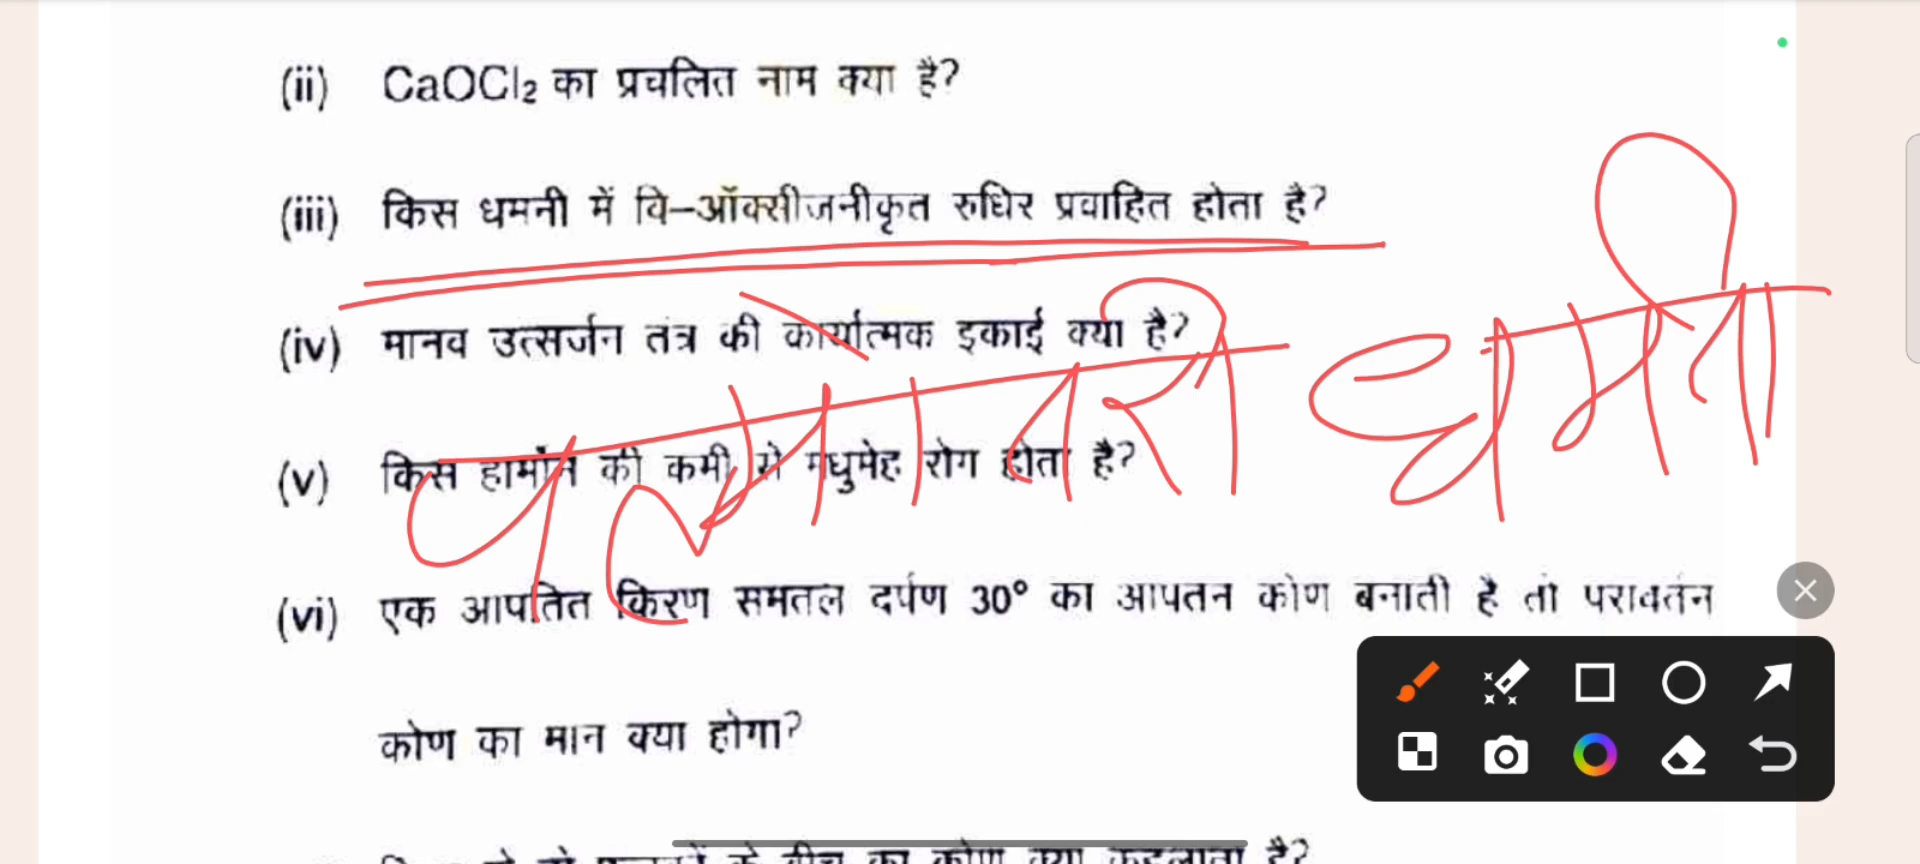 (ii) CaOCl₂ का प्रचलित नाम क्या है?
(iii) किस धमनी में वि–ऑक्सीजनीकृत रुधिर प्रवाहित होता है?
(iv) मानव उत्सर्जन तंत्र की कार्यात्मक इकाई क्या है?
(v) किस हार्मोन की कमी से मधुमेह रोग होता है?
(vi) एक आपतित किरण समतल दर्पण 30° का आपतन कोण बनाती है तो परावर्तन
कोण का मान क्या होगा?
धमनी
के बीच का कोण क्या कहलाता है?